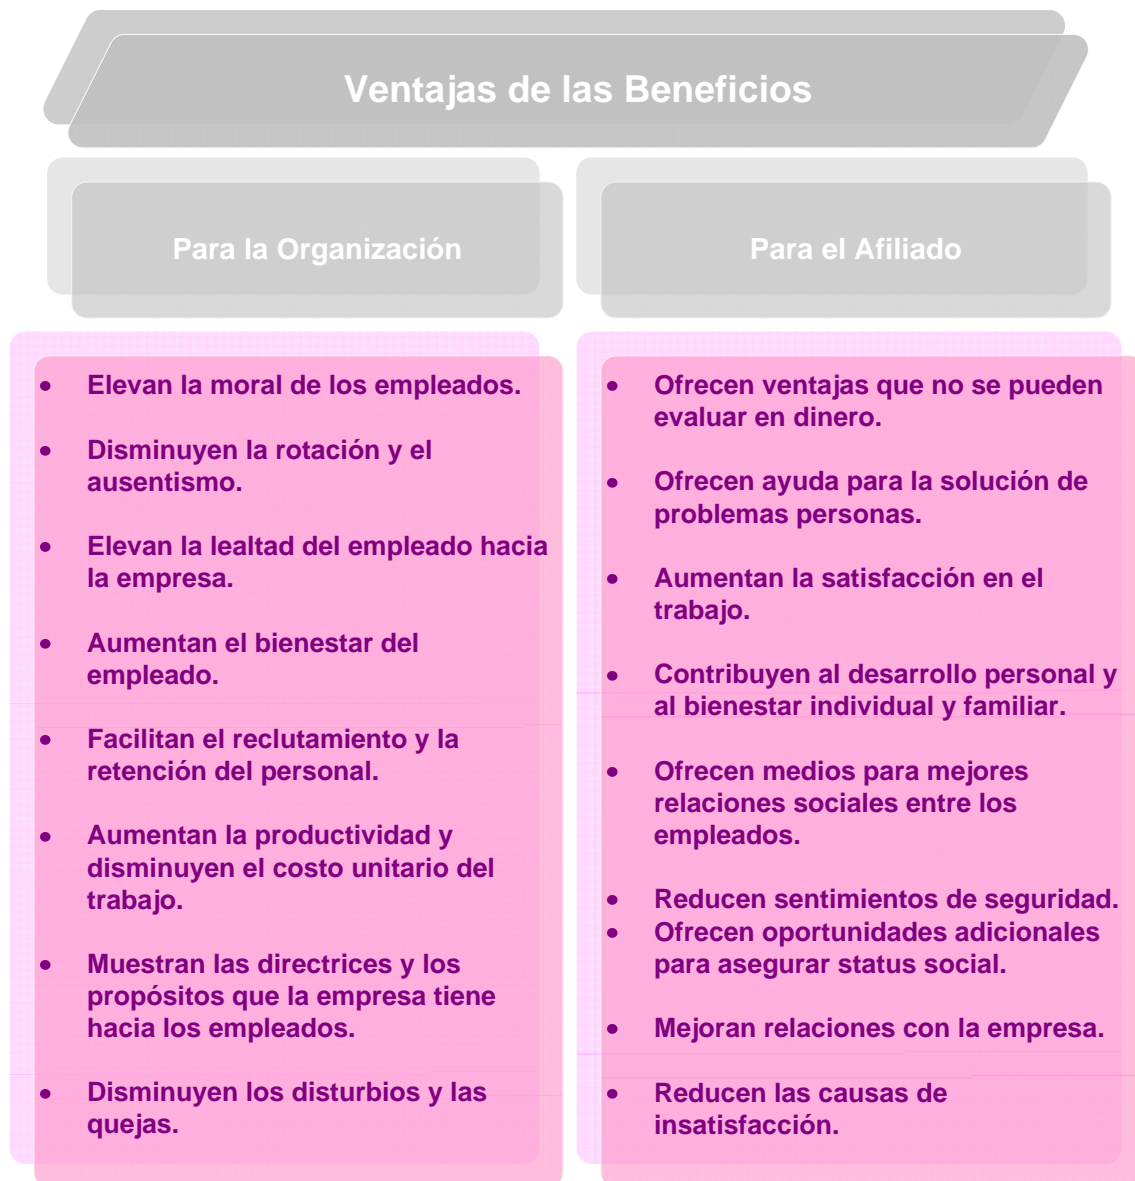 Ventajas de las Beneficios
Para la Organización
Para el Afiliado
• Elevan la moral de los empleados.
• Disminuyen la rotación y el
ausentismo.
• Elevan la lealtad del empleado hacia
la empresa.
• Aumentan el bienestar del
empleado.
• Facilitan el reclutamiento y la
retención del personal.
• Aumentan la productividad y
disminuyen el costo unitario del
trabajo.
• Muestran las directrices y los
propósitos que la empresa tiene
hacia los empleados.
• Disminuyen los disturbios y las
quejas.
• Ofrecen ventajas que no se pueden
evaluar en dinero.
• Ofrecen ayuda para la solución de
problemas personas.
• Aumentan la satisfacción en el
trabajo.
• Contribuyen al desarrollo personal y
al bienestar individual y familiar.
• Ofrecen medios para mejores
relaciones sociales entre los
empleados.
• Reducen sentimientos de seguridad.
• Ofrecen oportunidades adicionales
para asegurar status social.
• Mejoran relaciones con la empresa.
• Reducen las causas de
insatisfacción.